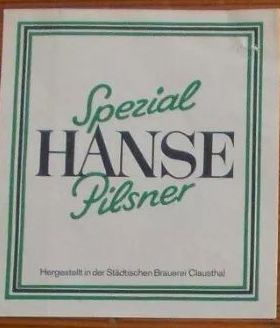 Spezial
HANSE
Pilsner
Hergestellt in der Städtischen Brauerei Clausthal